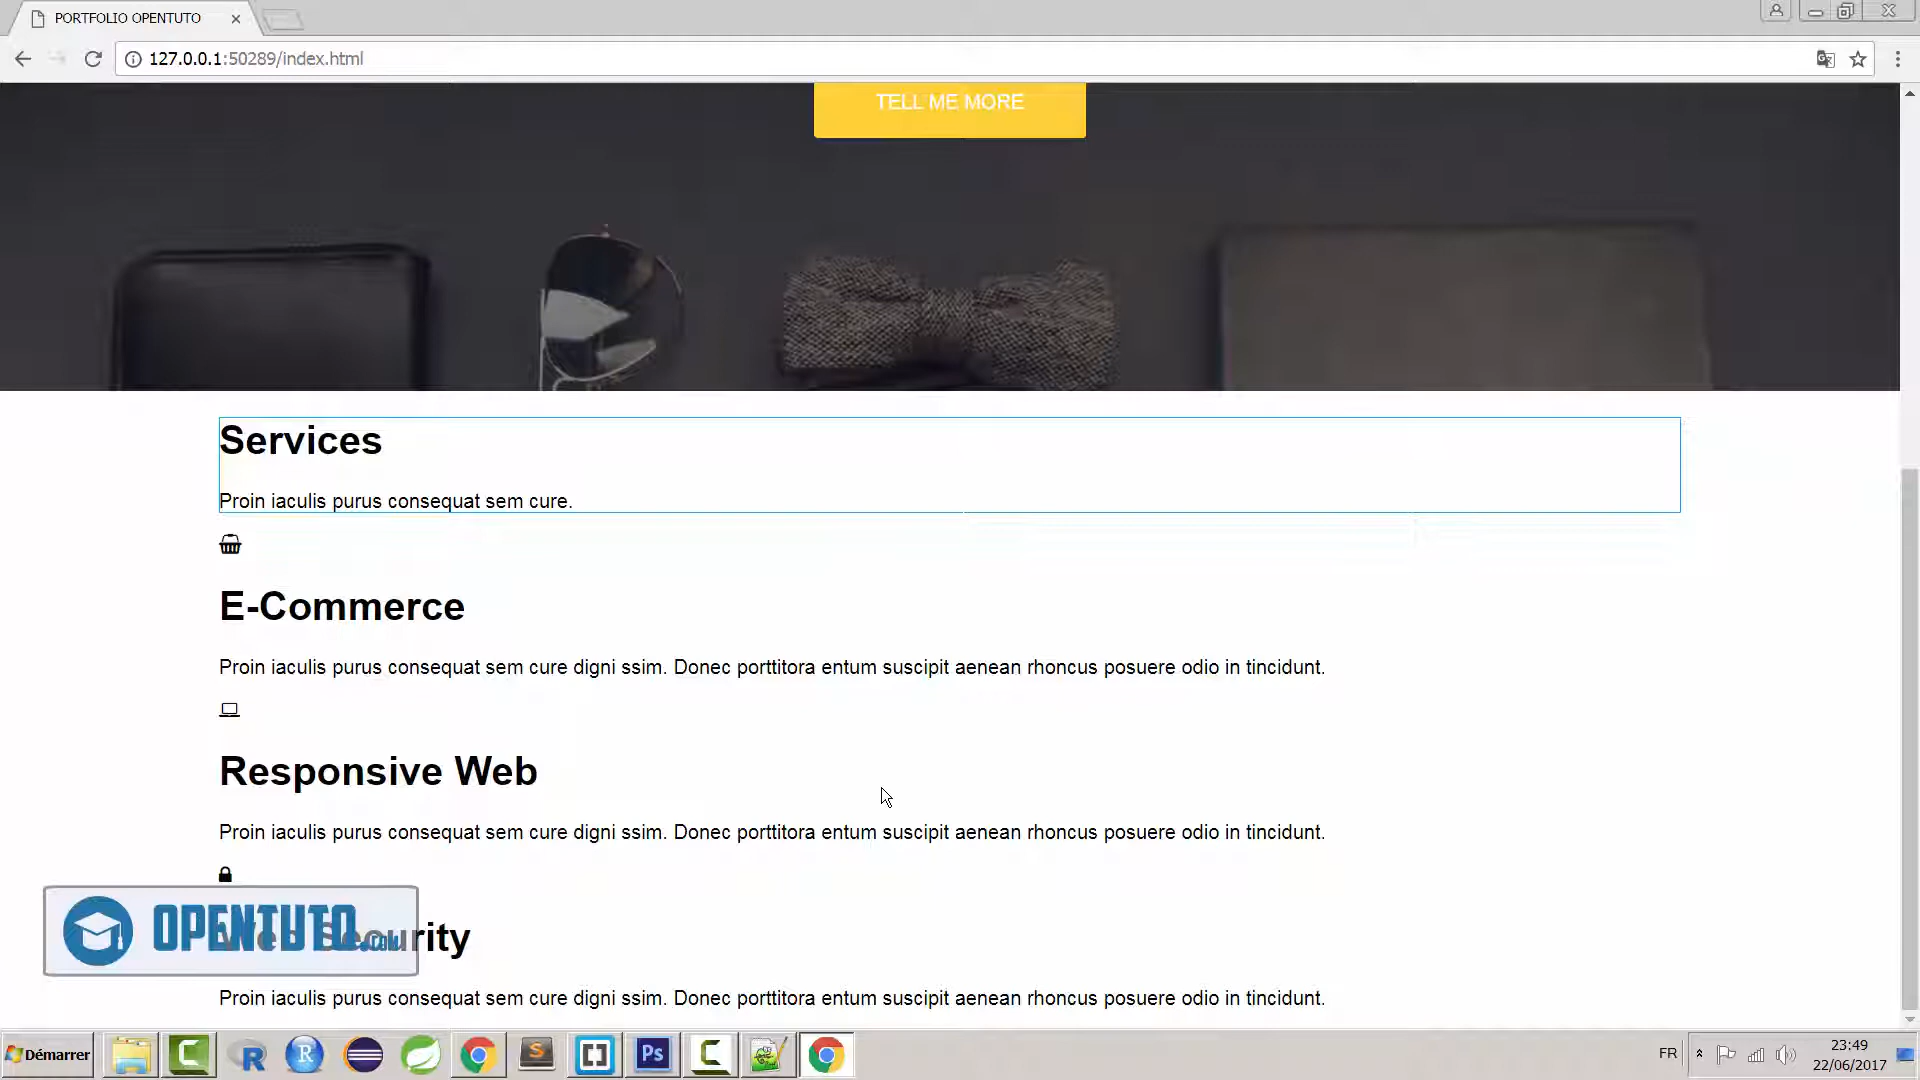 PORTFOLIO OPENTUTO
127.0.0.1:50289/index.html
TELL ME MORE
Services
Proin iaculis purus consequat sem cure.
E-Commerce
Proin iaculis purus consequat sem cure digni ssim. Donec porttitora entum suscipit aenean rhoncus posuere odio in tincidunt.
Responsive Web
Proin iaculis purus consequat sem cure digni ssim. Donec porttitora entum suscipit aenean rhoncus posuere odio in tincidunt.
OPENTUTO.com
Web Security
Proin iaculis purus consequat sem cure digni ssim. Donec porttitora entum suscipit aenean rhoncus posuere odio in tincidunt.
Démarrer
R
R
S
Ps
FR
23:49
22/06/2017